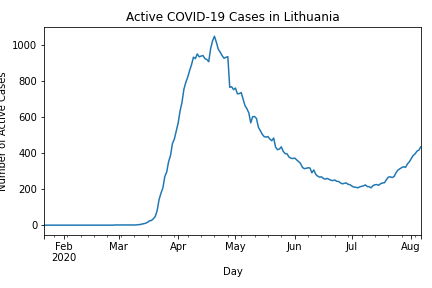 Active COVID-19 Cases in Lithuania
Number of Active Cases
1000
800
600
400
200
0
Feb
2020
Mar
Apr
May
Jun
Jul
Aug
Day